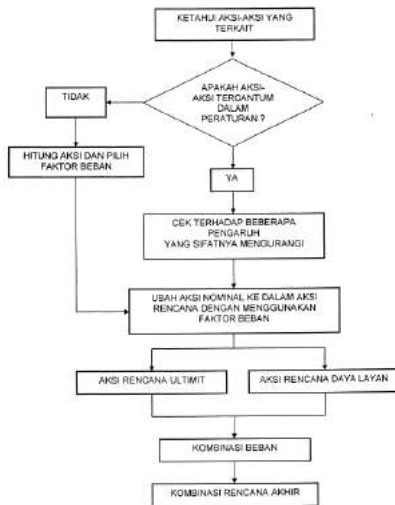 KETAHUI AKSI-AKSI YANG
TERKAIT
APAKAH AKSI-
AKSI TERCANTUM
DALAM
PERATURAN ?
TIDAK
HITUNG AKSI DAN PILIH
FAKTOR BEBAN
YA
CEK TERHADAP BEBERAPA
PENGARUH
YANG SIFATNYA MENGURANGI
UBAH AKSI NOMINAL KE DALAM AKSI
RENCANA DENGAN MENGGUNAKAN
FAKTOR BEBAN
AKSI RENCANA ULTIMIT
AKSI RENCANA DAYA LAYAN
KOMBINASI BEBAN
KOMBINASI RENCANA AKHIR